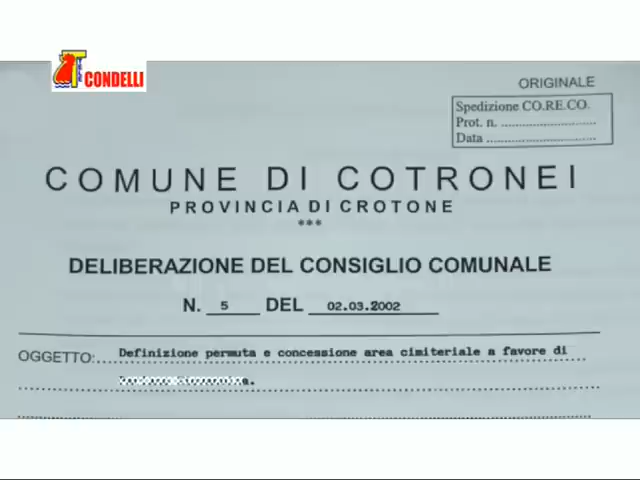 CONDELLI
ORIGINALE
Spedizione CO.RE.CO.
Prot. n. ............................
Data ................................
COMUNE DI COTRONEI
PROVINCIA DI CROTONE
***
DELIBERAZIONE DEL CONSIGLIO COMUNALE
N. 5 DEL 02.03.2002
OGGETTO: Definizione permuta e concessione area cimiteriale a favore di